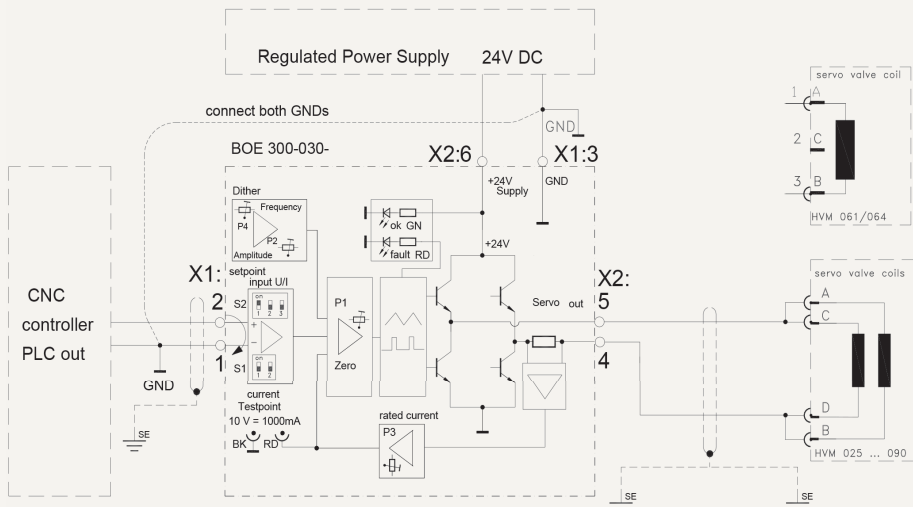 Regulated Power Supply 24V DC
connect both GNDs
GND
BOE 300-030-
X2:6
X1:3
+24V
Supply
GND
Dither
Frequency
P4
P2
Amplitude
ok GN
fault RD
+24V
X1:
setpoint
input U/I
2
S2
on
1 2 3
+
-
1
S1
on
1 2
P1
Zero
Servo out
X2:
5
4
CNC
controller
PLC out
GND
SE
current
Testpoint
10 V = 1000mA
BK
RD
rated current
P3
SE
SE
servo valve coil
1 A
2 C
3 B
HVM 061/064
servo valve coils
A
C
D
B
HVM 025 ... 090